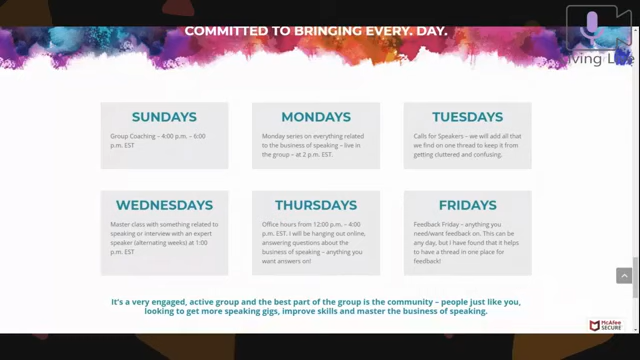 COMMITTED TO BRINGING EVERY. DAY.
iving Live
SUNDAYS
Group Coaching – 4:00 p.m. – 6:00
p.m. EST
MONDAYS
Monday series on everything related
to the business of speaking – live in
the group – at 2 p.m. EST.
TUESDAYS
Calls for Speakers – we will add all that
we find on one thread to keep it from
getting cluttered and confusing.
WEDNESDAYS
Master class with something related to
speaking or interview with an expert
speaker (alternating weeks) at 1:00
p.m. EST
THURSDAYS
Office hours from 12:00 p.m. – 4:00
p.m. EST. I will be hanging out online,
answering questions about the
business of speaking – anything you
want answers on!
FRIDAYS
Feedback Friday – anything you
need/want feedback on. This can be
any day, but I have found that it helps
to have a thread in one place for
feedback!
It's a very engaged, active group and the best part of the group is the community – people just like you,
looking to get more speaking gigs, improve skills and master the business of speaking.
McAfee
SECURE